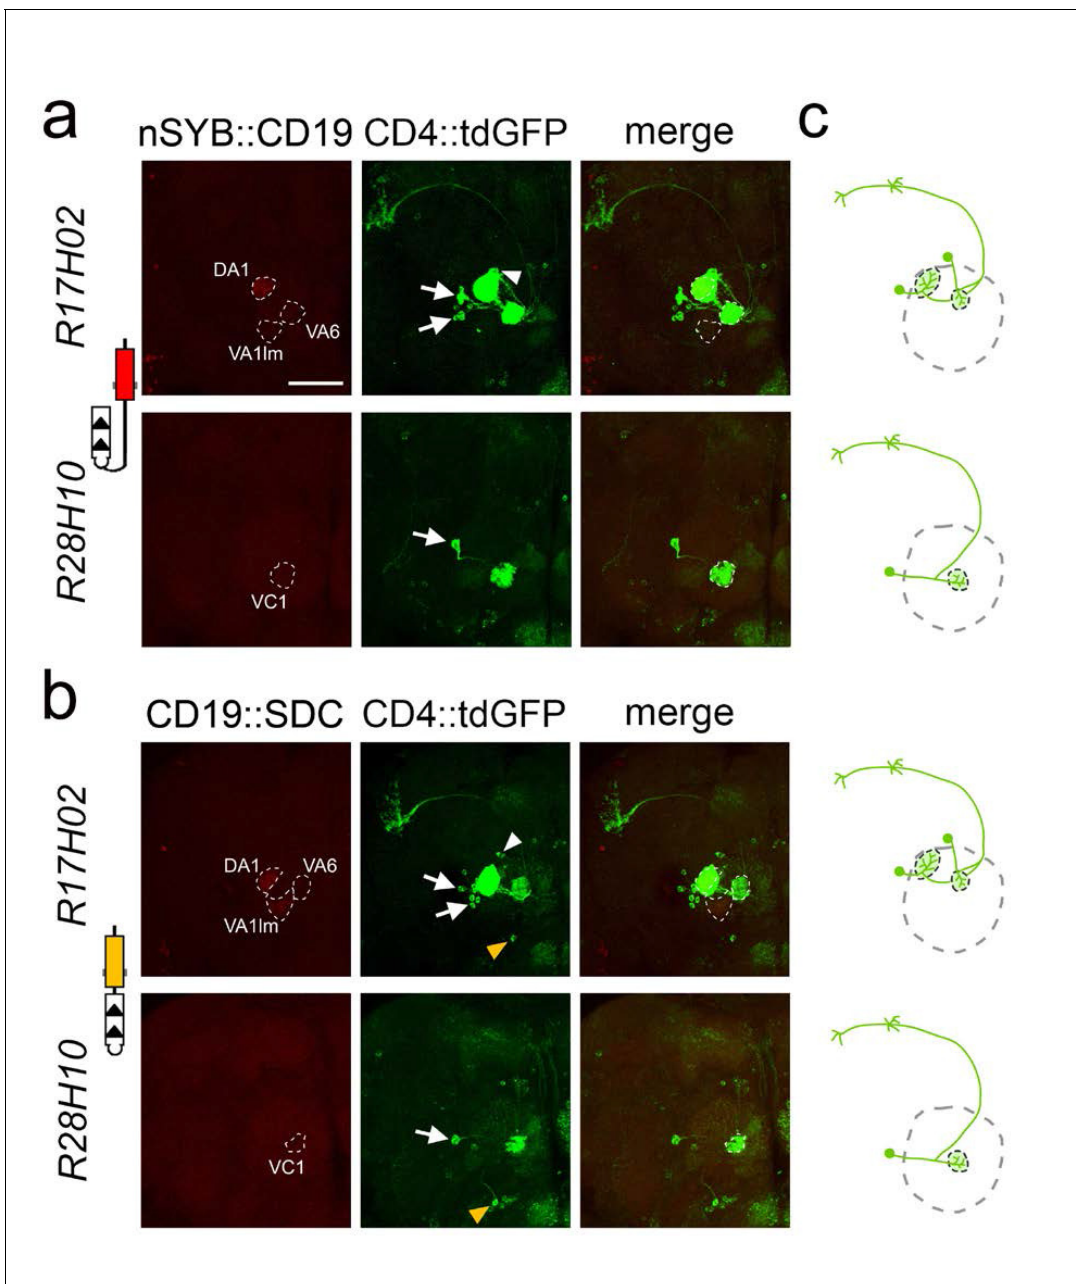 a
c
nSYB::CD19 CD4::tdGFP merge
R17H02
DA1
VA6
VA1lm
R28H10
VC1
b
CD19::SDC CD4::tdGFP merge
R17H02
DA1 VA6
VA1lm
R28H10
VC1